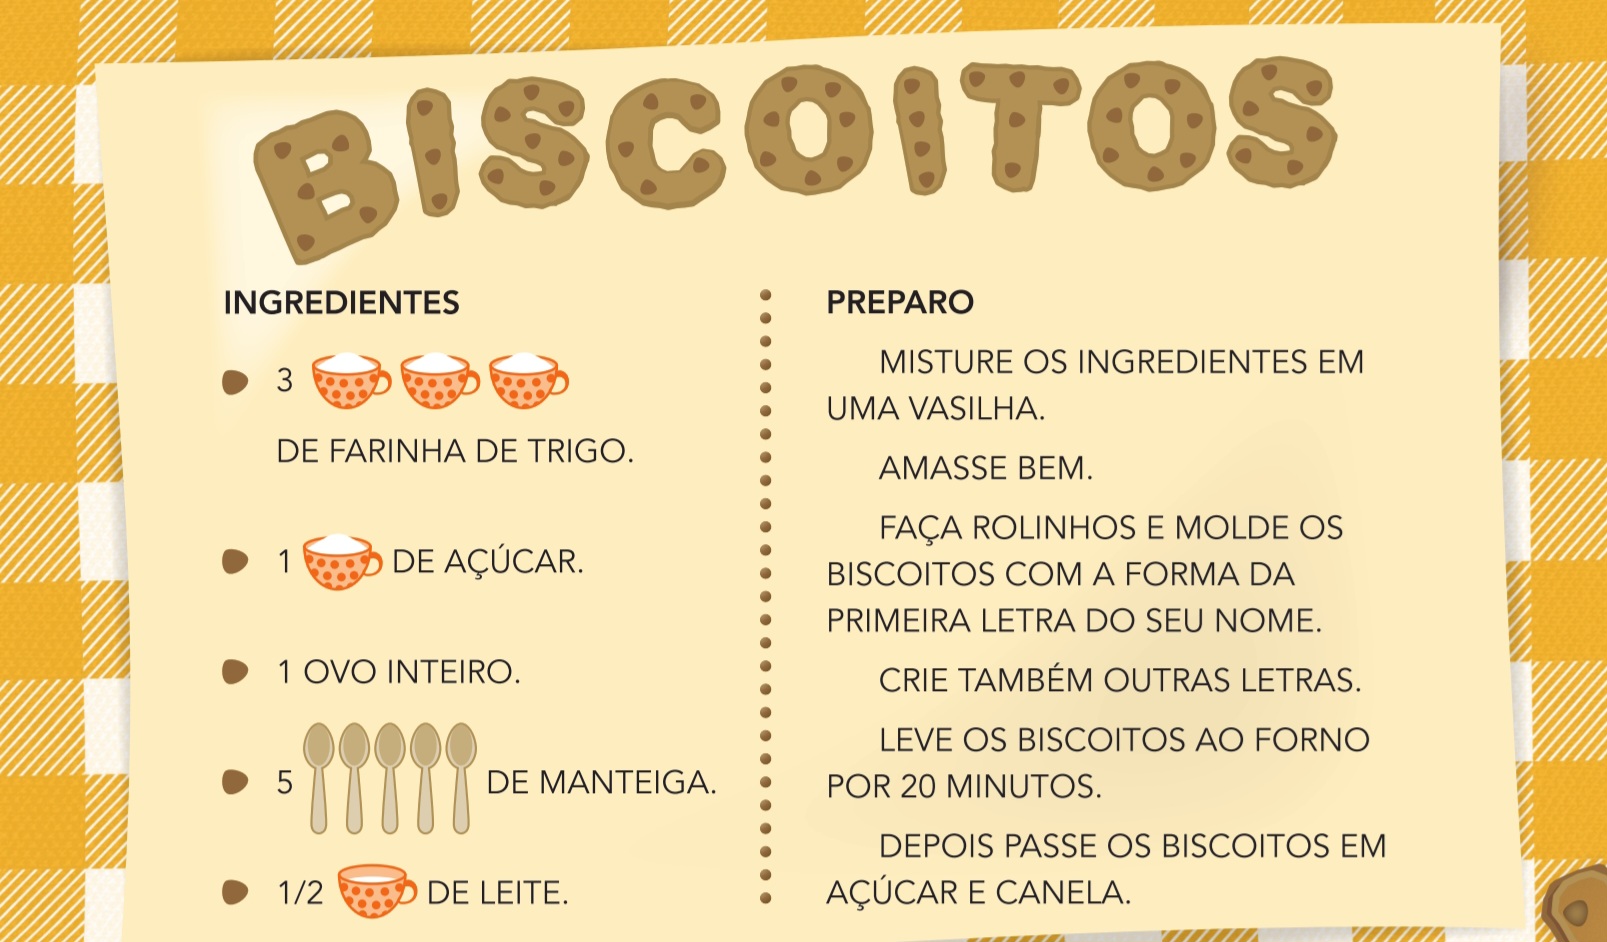 BISCOITOS
INGREDIENTES
3
DE FARINHA DE TRIGO.
1 DE AÇÚCAR.
1 OVO INTEIRO.
5 DE MANTEIGA.
1/2 DE LEITE.
PREPARO
MISTURE OS INGREDIENTES EM
UMA VASILHA.
AMASSE BEM.
FAÇA ROLINHOS E MOLDE OS
BISCOITOS COM A FORMA DA
PRIMEIRA LETRA DO SEU NOME.
CRIE TAMBÉM OUTRAS LETRAS.
LEVE OS BISCOITOS AO FORNO
POR 20 MINUTOS.
DEPOIS PASSE OS BISCOITOS EM
AÇÚCAR E CANELA.